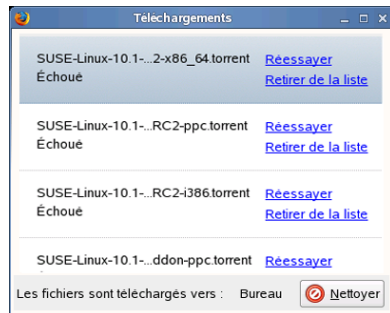 Téléchargements
SUSE-Linux-10.1-...2-x86_64.torrent Réessayer
Échoué Retirer de la liste
SUSE-Linux-10.1-...RC2-ppc.torrent Réessayer
Échoué Retirer de la liste
SUSE-Linux-10.1-...RC2-i386.torrent Réessayer
Échoué Retirer de la liste
SUSE-Linux-10.1-...ddon-ppc.torrent Réessayer
Les fichiers sont téléchargés vers : Bureau Nettoyer